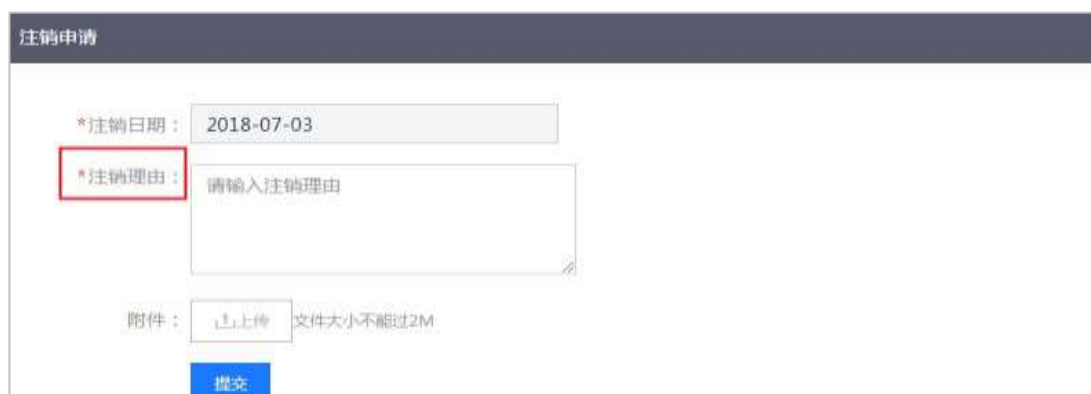 注销申请
*注销日期： 2018-07-03
*注销理由： 请输入注销理由
附件： 上传 文件大小不能过2M
提交